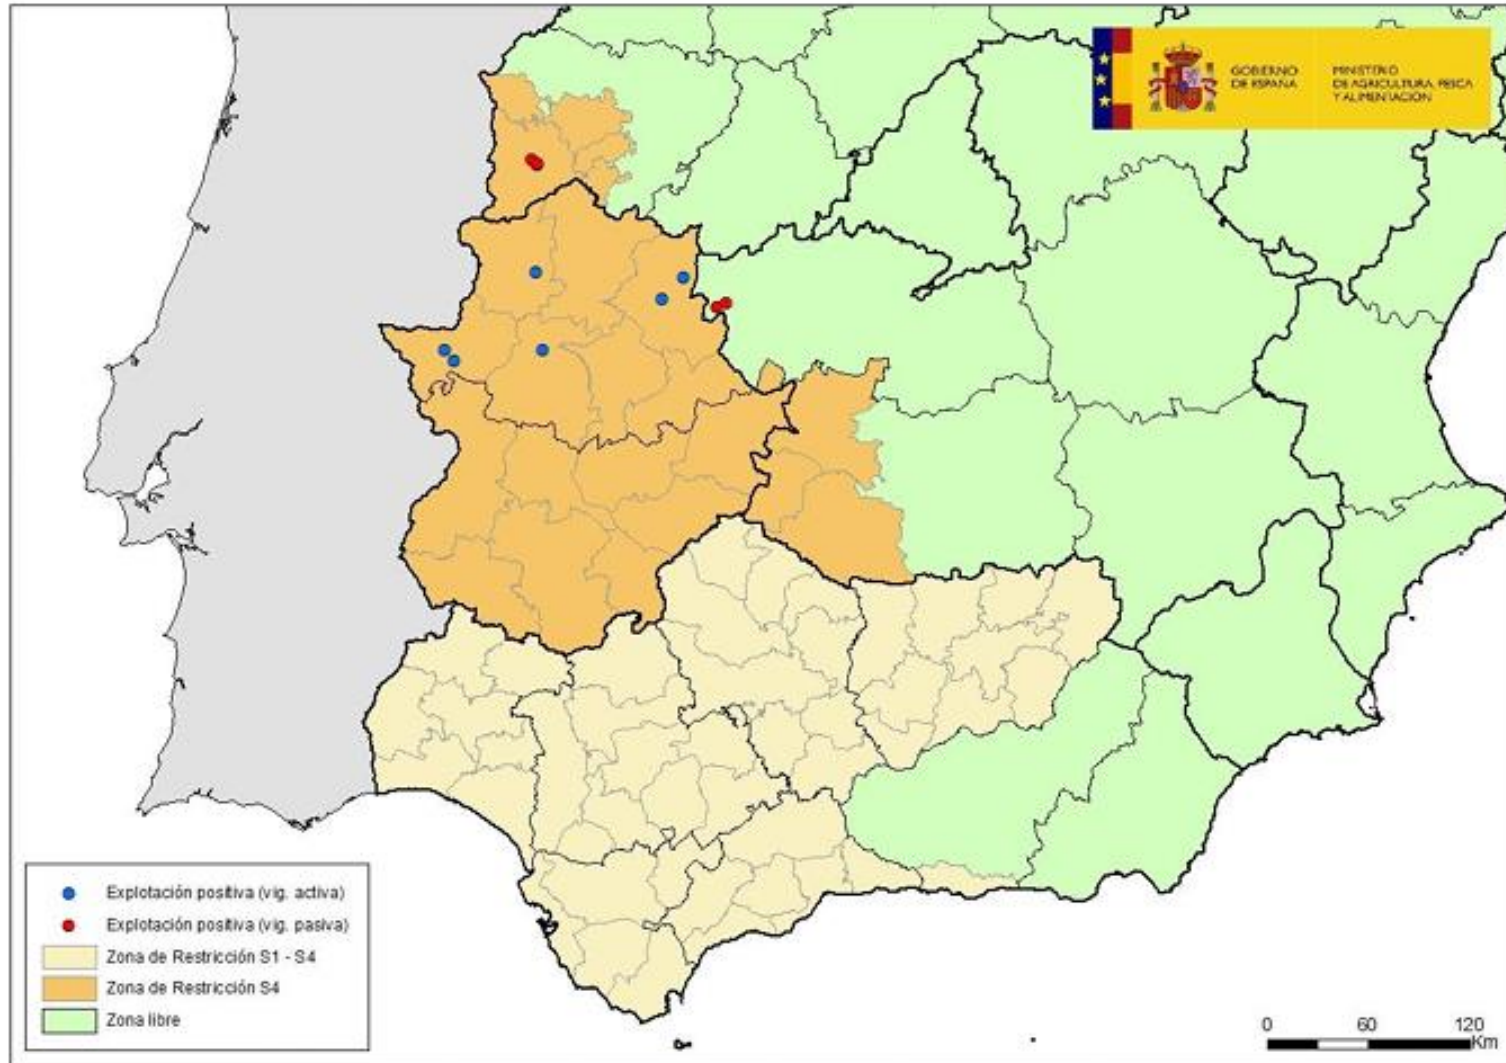 GOBIERNO
DE ESPAÑA
MINISTERIO
DE AGRICULTURA, PESCA
Y ALIMENTACIÓN
Explotación positiva (vig. activa)
Explotación positiva (vig. pasiva)
Zona de Restricción S1 - S4
Zona de Restricción S4
Zona libre
0 60 120
Km